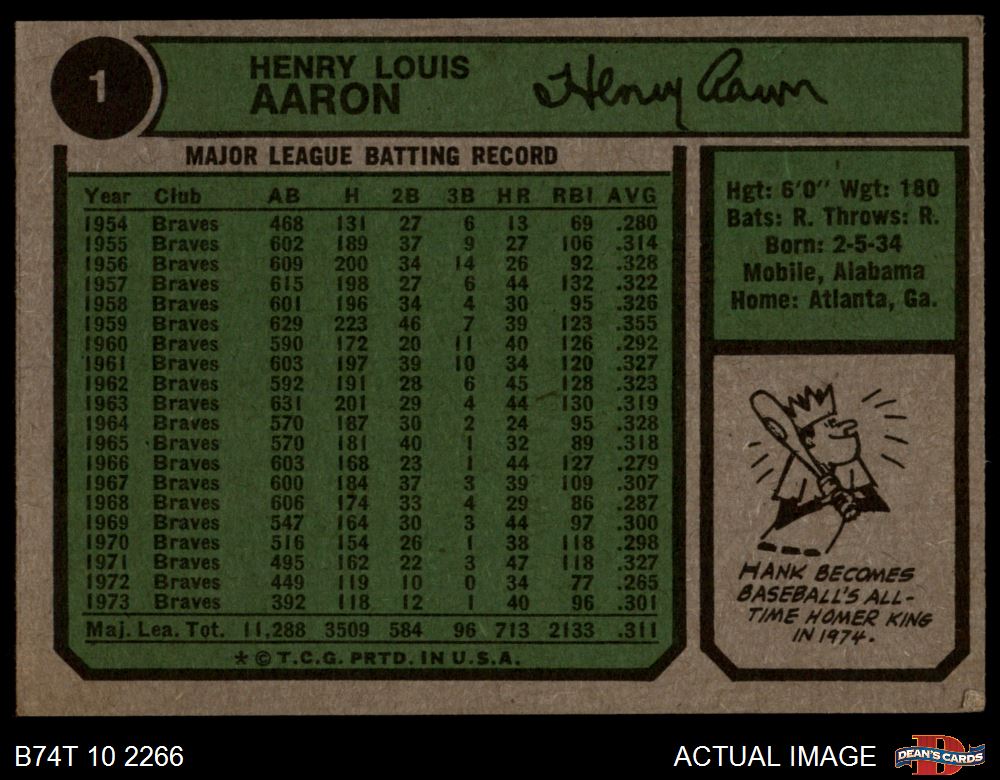 1
HENRY LOUIS
AARON
Henry Aaron
MAJOR LEAGUE BATTING RECORD
Year Club AB H 2B 3B HR RBI AVG
1954 Braves 468 131 27 6 13 69 .280
1955 Braves 602 189 37 9 27 106 .314
1956 Braves 609 200 34 14 26 92 .328
1957 Braves 615 198 27 6 44 132 .322
1958 Braves 601 196 34 4 30 95 .326
1959 Braves 629 223 46 7 39 123 .355
1960 Braves 590 172 20 11 40 126 .292
1961 Braves 603 197 39 10 34 120 .327
1962 Braves 592 191 28 6 45 128 .323
1963 Braves 631 201 29 4 44 130 .319
1964 Braves 570 187 30 2 24 95 .328
1965 Braves 570 181 40 1 32 89 .318
1966 Braves 603 168 23 1 44 127 .279
1967 Braves 600 184 37 3 39 109 .307
1968 Braves 606 174 33 4 29 86 .287
1969 Braves 547 164 30 3 44 97 .300
1970 Braves 516 154 26 1 38 118 .298
1971 Braves 495 162 22 3 47 118 .327
1972 Braves 449 119 10 0 34 77 .265
1973 Braves 392 118 12 1 40 96 .301
Maj. Lea. Tot. 11,288 3509 584 96 713 2133 .311
* © T.C.G. PRTD. IN U.S.A.
Hgt: 6'0" Wgt: 180
Bats: R. Throws: R.
Born: 2-5-34
Mobile, Alabama
Home: Atlanta, Ga.
HANK BECOMES
BASEBALL'S ALL-
TIME HOMER KING
IN 1974.
B74T 10 2266
ACTUAL IMAGE
DEAN'S CARDS